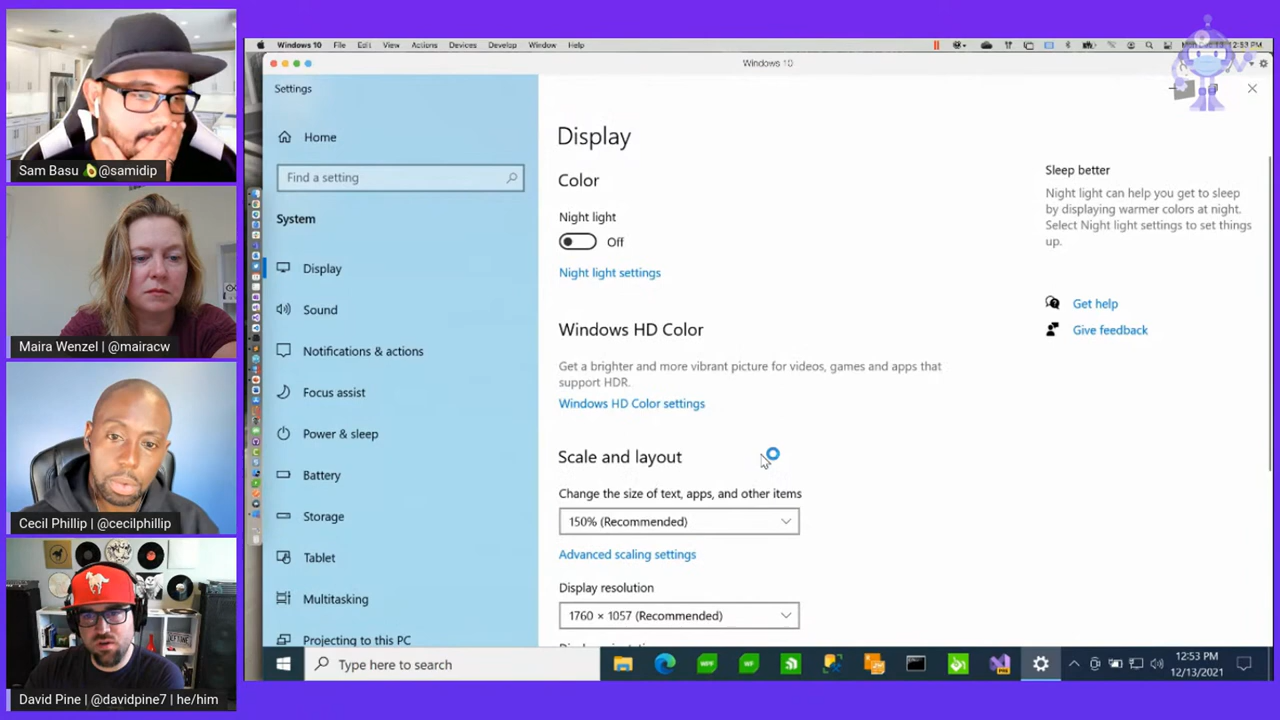 Sam Basu 🥑@samidip
Maira Wenzel | @mairacw
Cecil Phillip | @cecilphillip
David Pine | @davidpine7 | he/him
Windows 10 File Edit View Actions Devices Develop Window Help
12:53 PM
Windows 10
Settings
Home
Find a setting
System
Display
Sound
Notifications & actions
Focus assist
Power & sleep
Battery
Storage
Tablet
Multitasking
Projecting to this PC
Display
Color
Night light
Off
Night light settings
Windows HD Color
Get a brighter and more vibrant picture for videos, games and apps that
support HDR.
Windows HD Color settings
Scale and layout
Change the size of text, apps, and other items
150% (Recommended)
Advanced scaling settings
Display resolution
1760 × 1057 (Recommended)
Sleep better
Night light can help you get to sleep
by displaying warmer colors at night.
Select Night light settings to set things
up.
Get help
Give feedback
Type here to search
WPF
WF
12:53 PM
12/13/2021